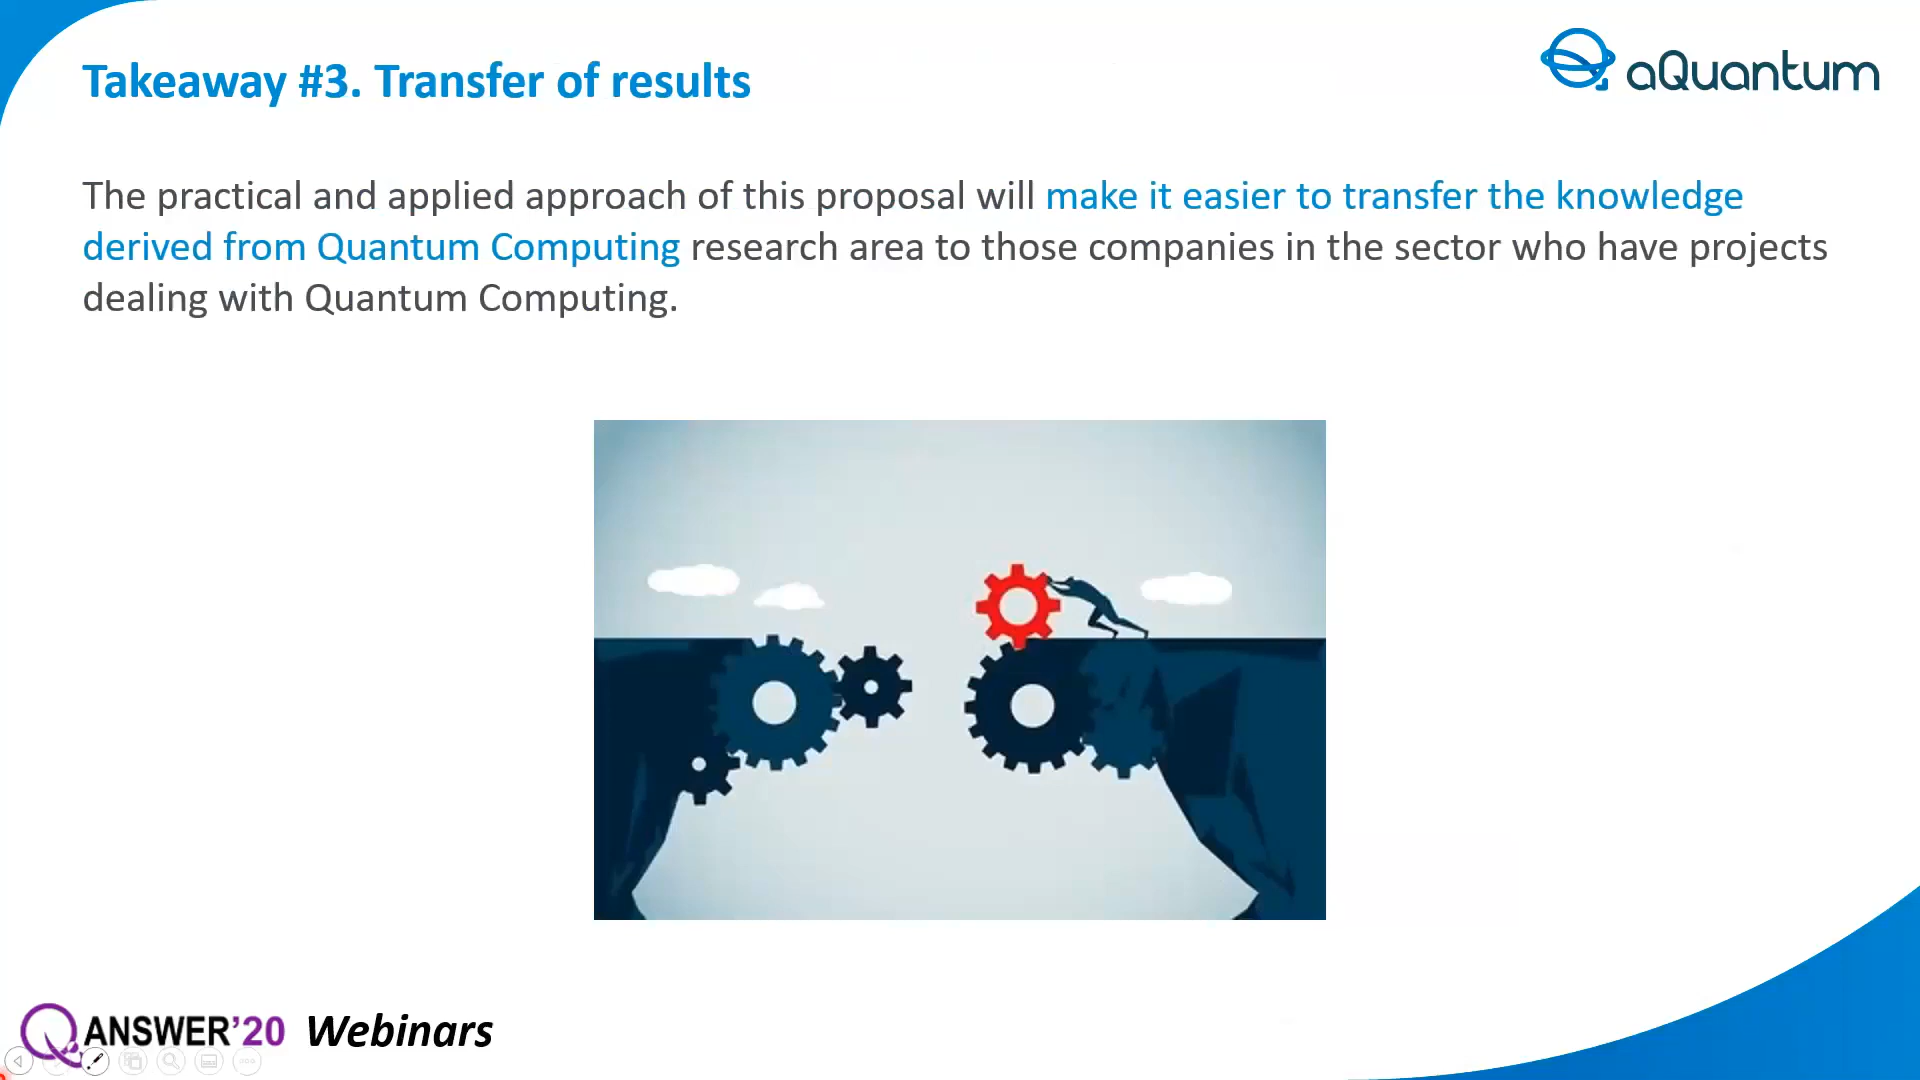 Takeaway #3. Transfer of results
aQuantum
The practical and applied approach of this proposal will make it easier to transfer the knowledge
derived from Quantum Computing research area to those companies in the sector who have projects
dealing with Quantum Computing.
QANSWER'20 Webinars